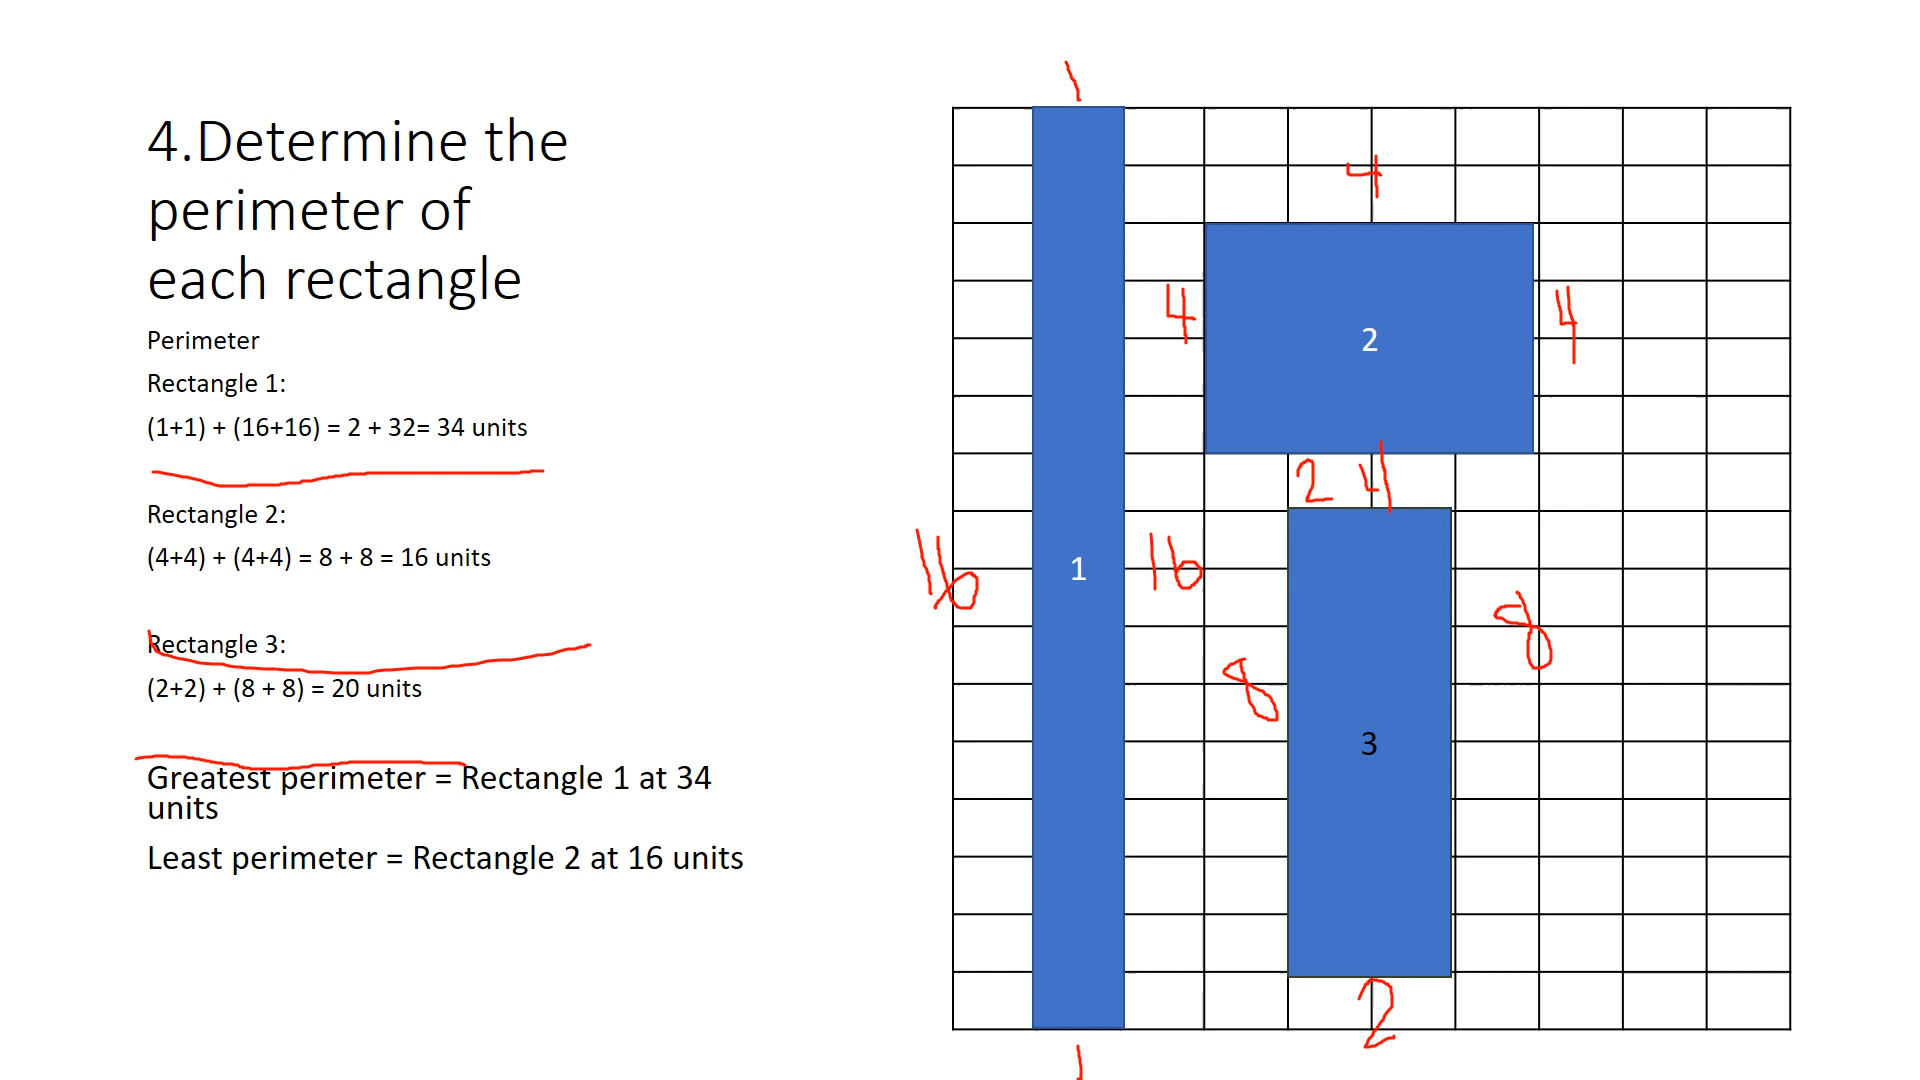 4.Determine the
perimeter of
each rectangle
Perimeter
Rectangle 1:
(1+1) + (16+16) = 2 + 32= 34 units
Rectangle 2:
(4+4) + (4+4) = 8 + 8 = 16 units
Rectangle 3:
(2+2) + (8 + 8) = 20 units
Greatest perimeter = Rectangle 1 at 34
units
Least perimeter = Rectangle 2 at 16 units
1
4
4
2
4
2 4
16
1
16
8
8
3
2
1